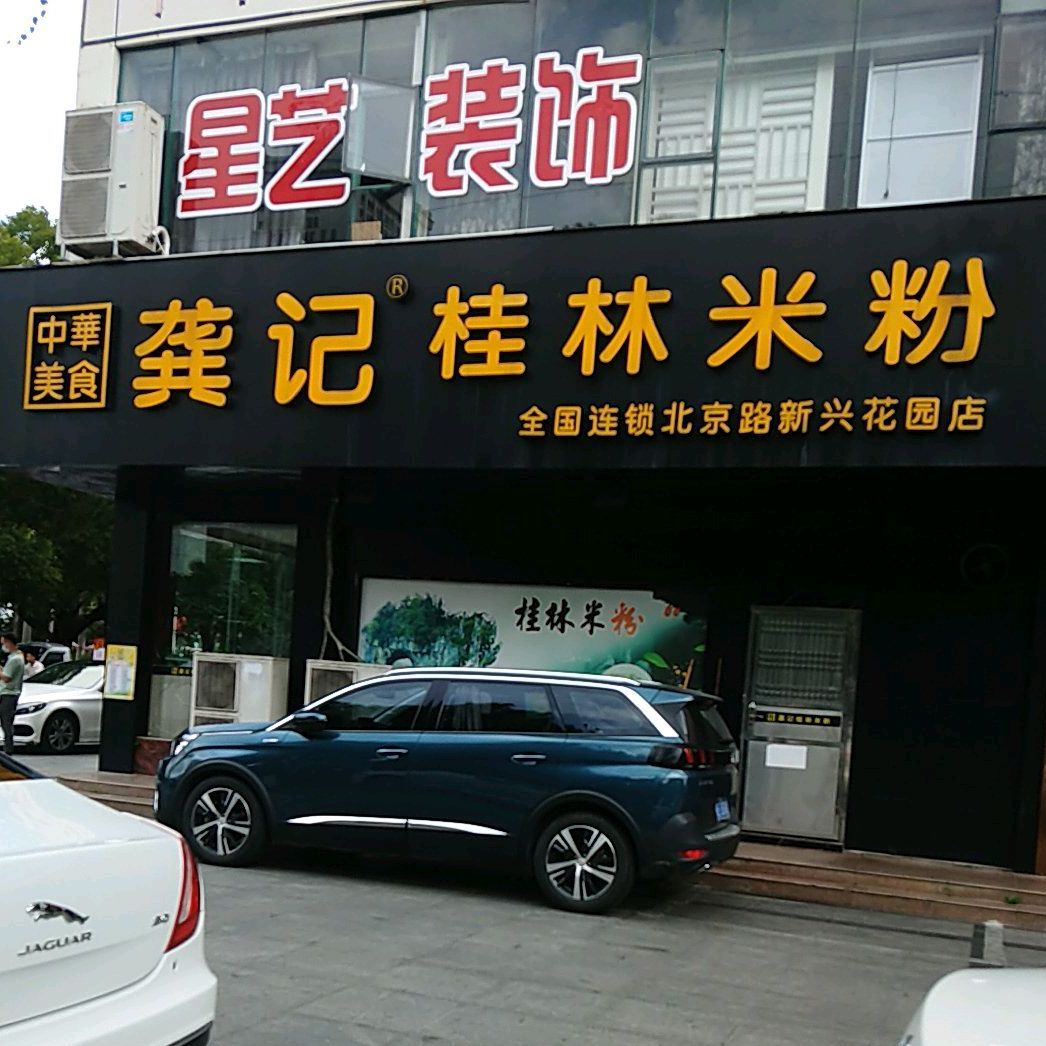 星艺 装饰
中華
美食
龚记®桂林米粉
全国连锁北京路新兴花园店
桂林米粉
JAGUAR